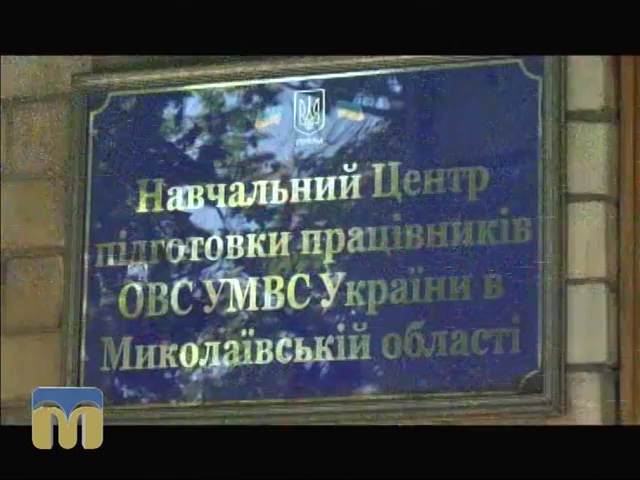 Навчальний Центр
підготовки працівників
ОВС УМВС України в
Миколаївській області